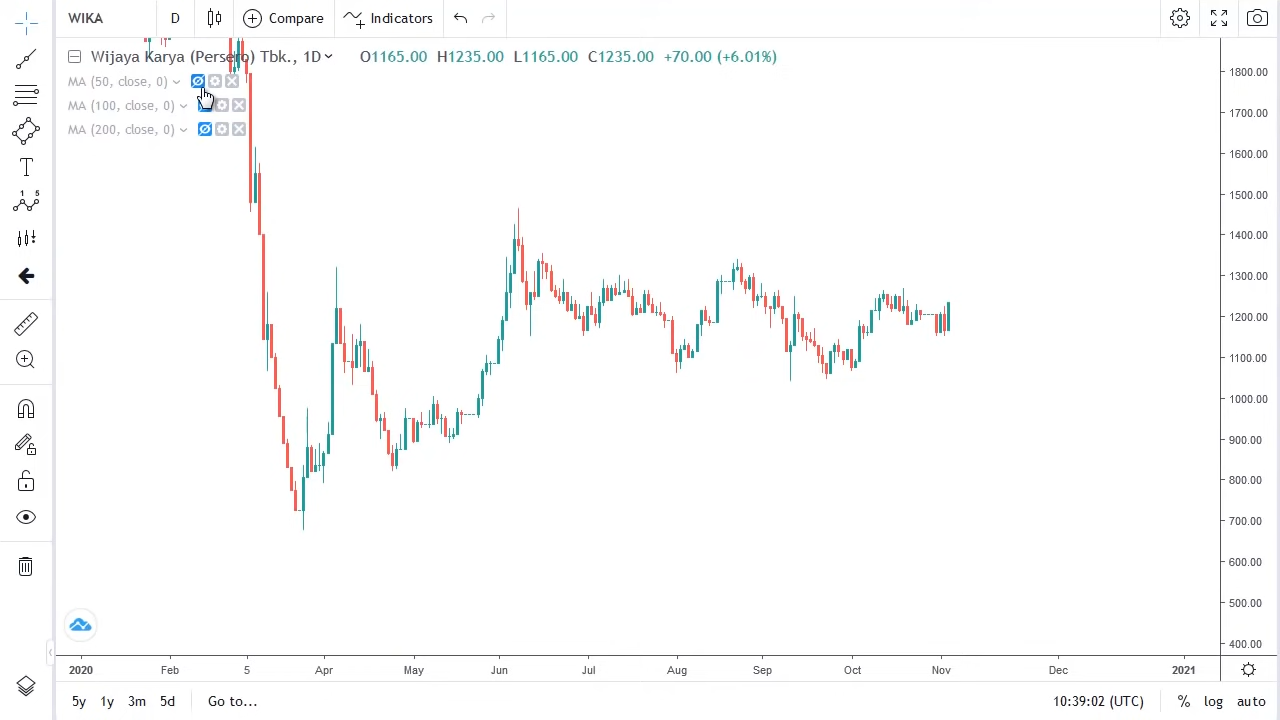 WIKA D Compare Indicators
Wijaya Karya (Persero) Tbk., 1D O1165.00 H1235.00 L1165.00 C1235.00 +70.00 (+6.01%)
MA (50, close, 0)
MA (100, close, 0)
MA (200, close, 0)
1 5
1800.00
1700.00
1600.00
1500.00
1400.00
1300.00
1200.00
1100.00
1000.00
900.00
800.00
700.00
600.00
500.00
400.00
2020 Feb 5 Apr May Jun Jul Aug Sep Oct Nov Dec 2021
5y 1y 3m 5d Go to... 10:39:02 (UTC) % log auto